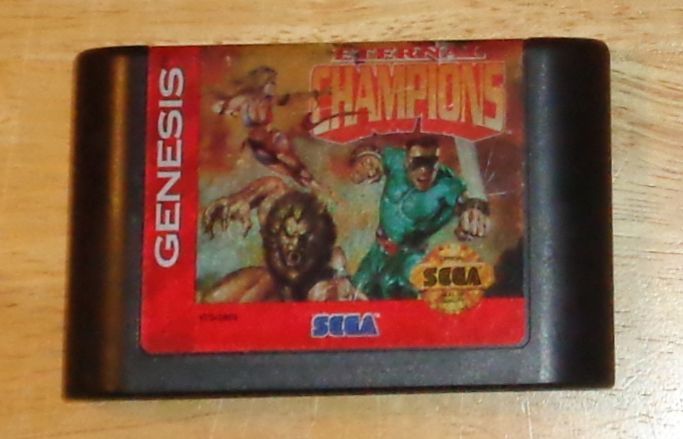 ETERNAL
CHAMPIONS
GENESIS
SEGA
SEGA